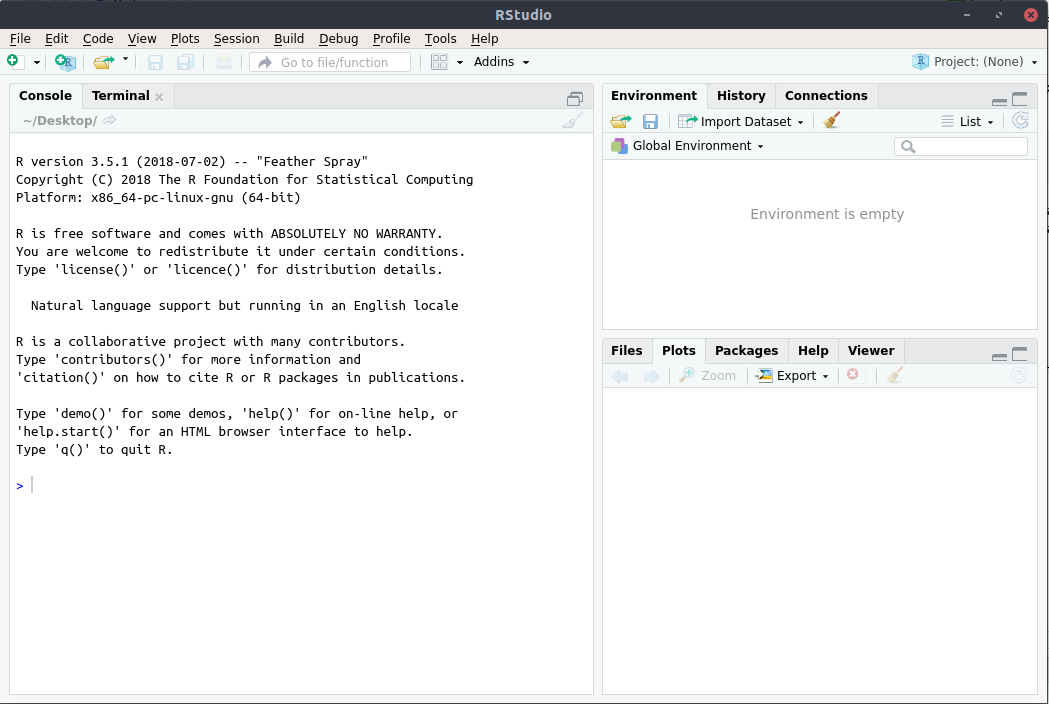 RStudio
File Edit Code View Plots Session Build Debug Profile Tools Help
Go to file/function Addins Project: (None)
Console Terminal
~/Desktop/
R version 3.5.1 (2018-07-02) -- "Feather Spray"
Copyright (C) 2018 The R Foundation for Statistical Computing
Platform: x86_64-pc-linux-gnu (64-bit)
R is free software and comes with ABSOLUTELY NO WARRANTY.
You are welcome to redistribute it under certain conditions.
Type 'license()' or 'licence()' for distribution details.
Natural language support but running in an English locale
R is a collaborative project with many contributors.
Type 'contributors()' for more information and
'citation()' on how to cite R or R packages in publications.
Type 'demo()' for some demos, 'help()' for on-line help, or
'help.start()' for an HTML browser interface to help.
Type 'q()' to quit R.
>
Environment History Connections
Import Dataset List
Global Environment
Environment is empty
Files Plots Packages Help Viewer
Zoom Export